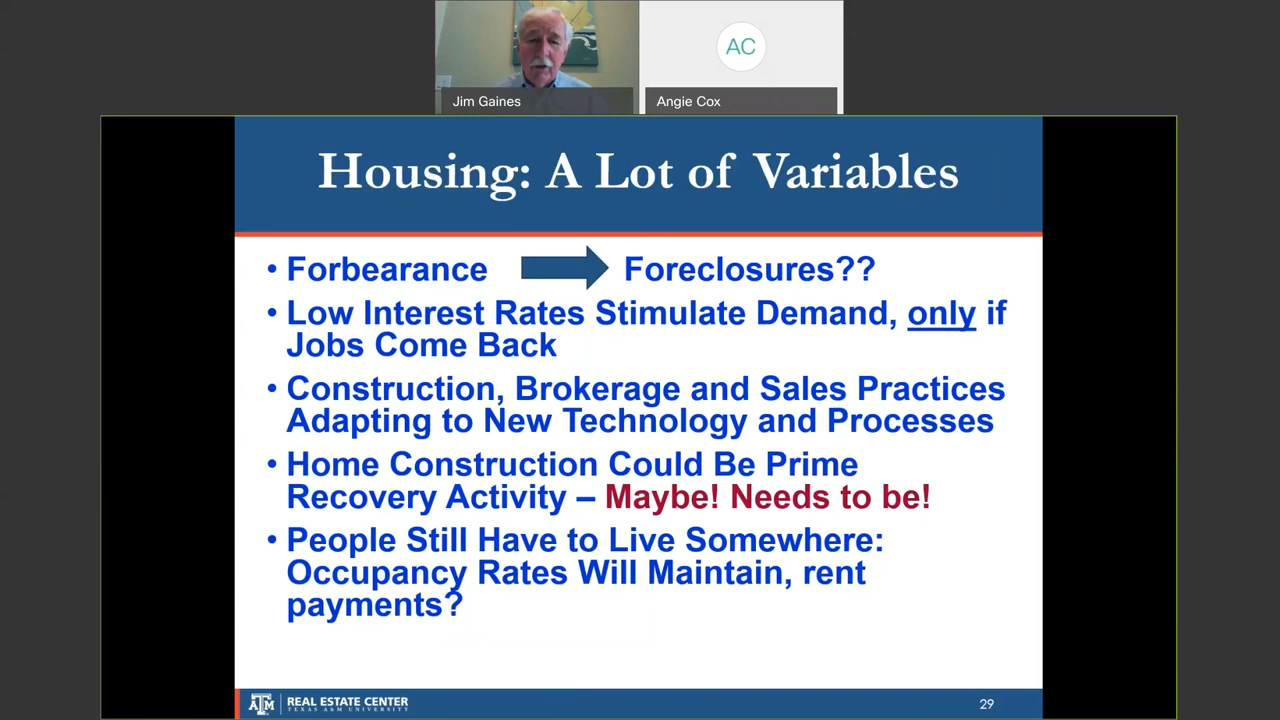 AC
Jim Gaines
Angie Cox
Housing: A Lot of Variables
• Forbearance Foreclosures??
• Low Interest Rates Stimulate Demand, only if
Jobs Come Back
• Construction, Brokerage and Sales Practices
Adapting to New Technology and Processes
• Home Construction Could Be Prime
Recovery Activity – Maybe! Needs to be!
• People Still Have to Live Somewhere:
Occupancy Rates Will Maintain, rent
payments?
ATM
REAL ESTATE CENTER
TEXAS A&M UNIVERSITY
29